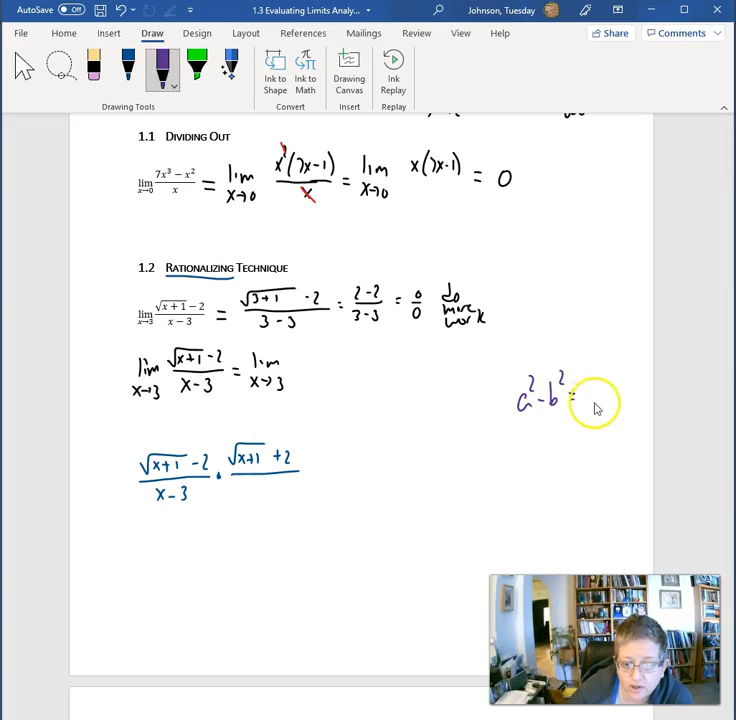 AutoSave Off 1.3 Evaluating Limits Analy... Johnson, Tuesday
File Home Insert Draw Design Layout References Mailings Review View Help Share Comments
Ink to Shape Ink to Math Drawing Canvas Ink Replay
Drawing Tools Convert Insert Replay
1.1 DIVIDING OUT
lim x→0 (7x³ − x²)/x = lim x→0 x²(7x−1)/x = lim x→0 x(7x-1) = 0
1.2 RATIONALIZING TECHNIQUE
lim x→3 (√(x + 1) − 2)/(x − 3) = (√(3+1) - 2)/(3-3) = (2-2)/(3-3) = 0/0 do more work
lim x→3 (√(x+1) - 2)/(x-3) = lim x→3
a² - b² =
(√(x+1) - 2)/(x-3) · √(x+1) + 2